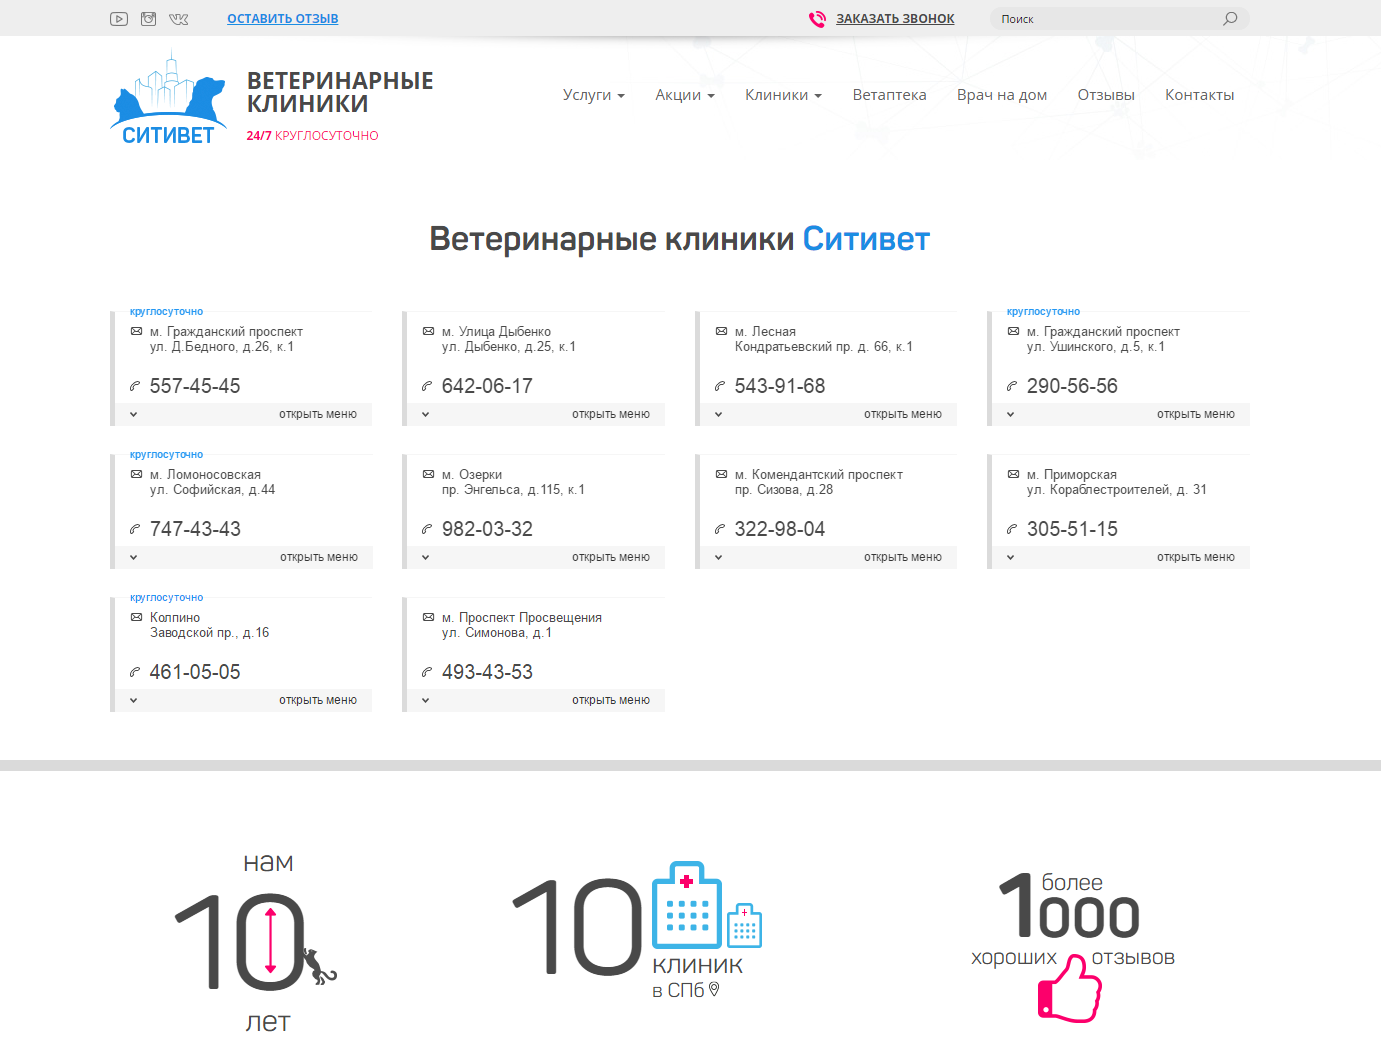 ОСТАВИТЬ ОТЗЫВ
ЗАКАЗАТЬ ЗВОНОК
Поиск
СИТИВЕТ
ВЕТЕРИНАРНЫЕ
КЛИНИКИ
24/7 КРУГЛОСУТОЧНО
Услуги
Акции
Клиники
Ветаптека
Врач на дом
Отзывы
Контакты
Ветеринарные клиники Ситивет
круглосуточно
м. Гражданский проспект
ул. Д.Бедного, д.26, к.1
557-45-45
открыть меню
м. Улица Дыбенко
ул. Дыбенко, д.25, к.1
642-06-17
открыть меню
м. Лесная
Кондратьевский пр. д. 66, к.1
543-91-68
открыть меню
круглосуточно
м. Гражданский проспект
ул. Ушинского, д.5, к.1
290-56-56
открыть меню
круглосуточно
м. Ломоносовская
ул. Софийская, д.44
747-43-43
открыть меню
м. Озерки
пр. Энгельса, д.115, к.1
982-03-32
открыть меню
м. Комендантский проспект
пр. Сизова, д.28
322-98-04
открыть меню
м. Приморская
ул. Кораблестроителей, д. 31
305-51-15
открыть меню
круглосуточно
Колпино
Заводской пр., д.16
461-05-05
открыть меню
м. Проспект Просвещения
ул. Симонова, д.1
493-43-53
открыть меню
нам
10
лет
10
клиник
в СПб
более
1000
хороших отзывов